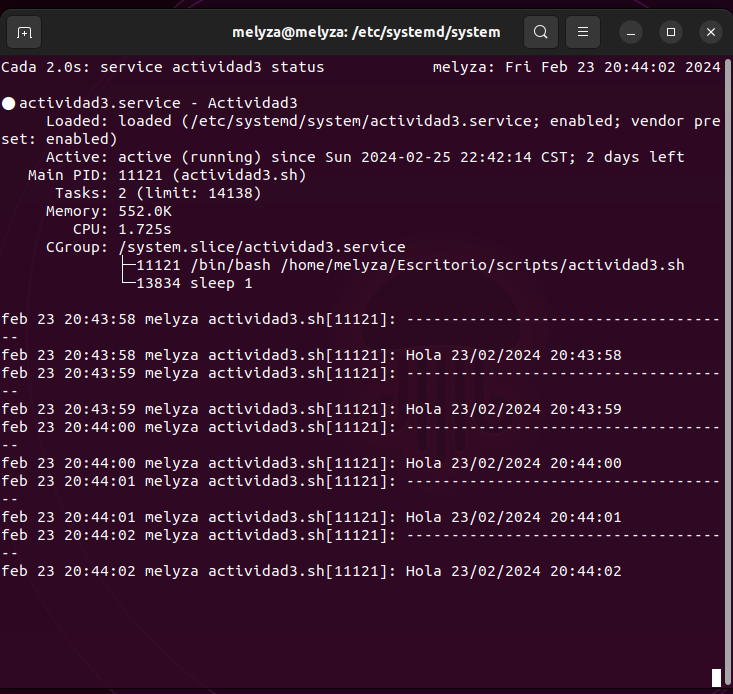 melyza@melyza: /etc/systemd/system
Cada 2.0s: service actividad3 status melyza: Fri Feb 23 20:44:02 2024
●actividad3.service - Actividad3
Loaded: loaded (/etc/systemd/system/actividad3.service; enabled; vendor pre
set: enabled)
Active: active (running) since Sun 2024-02-25 22:42:14 CST; 2 days left
Main PID: 11121 (actividad3.sh)
Tasks: 2 (limit: 14138)
Memory: 552.0K
CPU: 1.725s
CGroup: /system.slice/actividad3.service
├─11121 /bin/bash /home/melyza/Escritorio/scripts/actividad3.sh
└─13834 sleep 1
feb 23 20:43:58 melyza actividad3.sh[11121]: -----------------------------------
--
feb 23 20:43:58 melyza actividad3.sh[11121]: Hola 23/02/2024 20:43:58
feb 23 20:43:59 melyza actividad3.sh[11121]: -----------------------------------
--
feb 23 20:43:59 melyza actividad3.sh[11121]: Hola 23/02/2024 20:43:59
feb 23 20:44:00 melyza actividad3.sh[11121]: -----------------------------------
--
feb 23 20:44:00 melyza actividad3.sh[11121]: Hola 23/02/2024 20:44:00
feb 23 20:44:01 melyza actividad3.sh[11121]: -----------------------------------
--
feb 23 20:44:01 melyza actividad3.sh[11121]: Hola 23/02/2024 20:44:01
feb 23 20:44:02 melyza actividad3.sh[11121]: -----------------------------------
--
feb 23 20:44:02 melyza actividad3.sh[11121]: Hola 23/02/2024 20:44:02